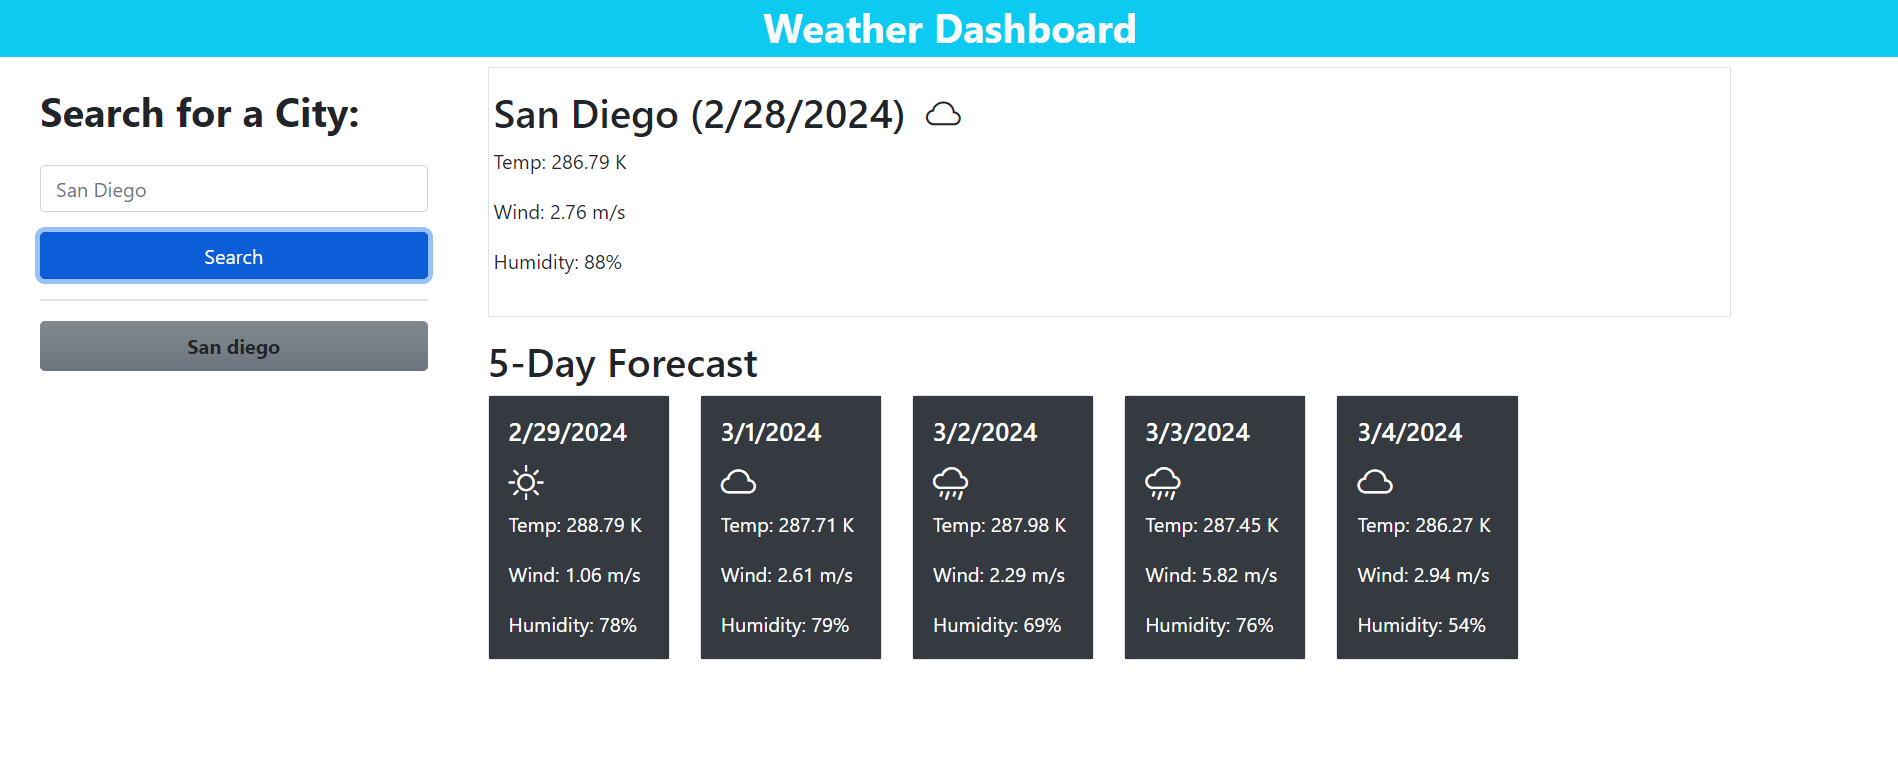 Weather Dashboard
Search for a City:
San Diego
Search
San diego
San Diego (2/28/2024)
Temp: 286.79 K
Wind: 2.76 m/s
Humidity: 88%
5-Day Forecast
2/29/2024
Temp: 288.79 K
Wind: 1.06 m/s
Humidity: 78%
3/1/2024
Temp: 287.71 K
Wind: 2.61 m/s
Humidity: 79%
3/2/2024
Temp: 287.98 K
Wind: 2.29 m/s
Humidity: 69%
3/3/2024
Temp: 287.45 K
Wind: 5.82 m/s
Humidity: 76%
3/4/2024
Temp: 286.27 K
Wind: 2.94 m/s
Humidity: 54%